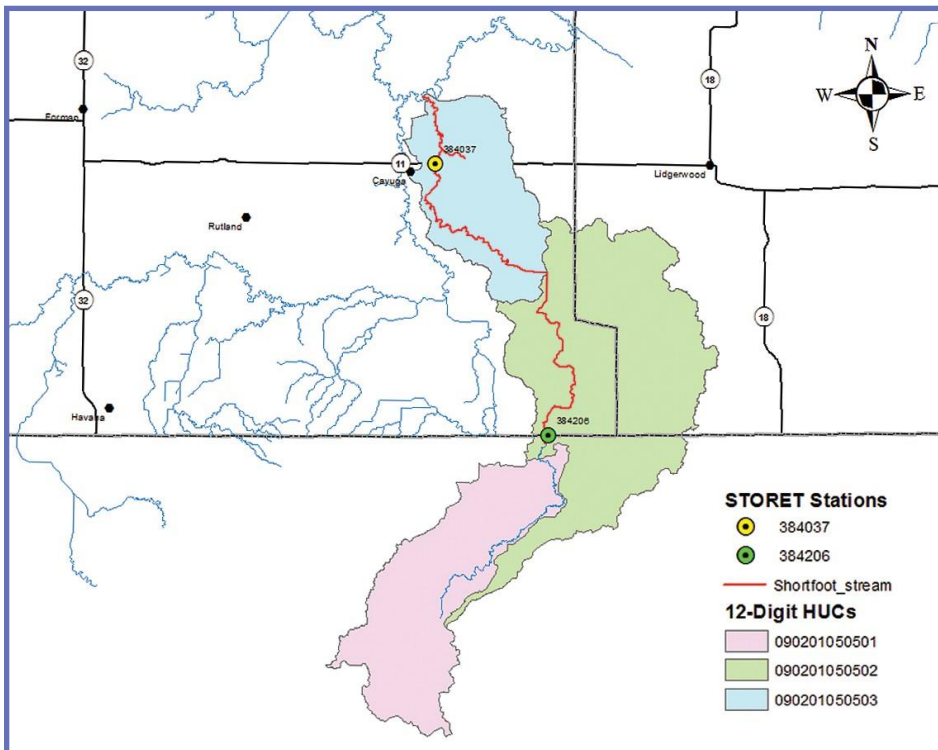 N
W
E
S
32
18
Forman
384037
11
Cayuga
Lidgerwood
Rutland
32
18
Havana
384206
STORET Stations
384037
384206
Shortfoot_stream
12-Digit HUCs
090201050501
090201050502
090201050503